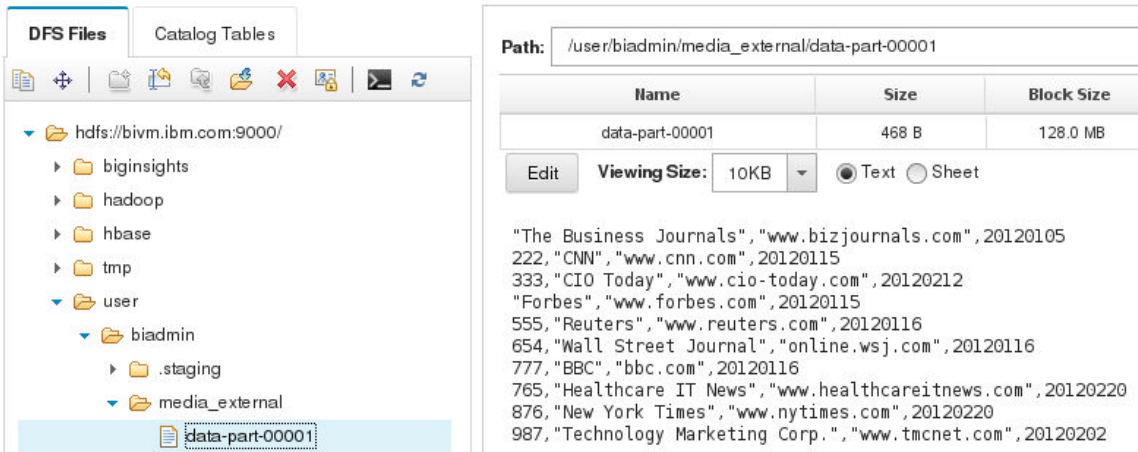 DFS Files
Catalog Tables
hdfs://bivm.ibm.com:9000/
biginsights
hadoop
hbase
tmp
user
biadmin
.staging
media_external
data-part-00001
Path: /user/biadmin/media_external/data-part-00001
Name Size Block Size
data-part-00001 468 B 128.0 MB
Edit Viewing Size: 10KB Text Sheet
"The Business Journals","www.bizjournals.com",20120105
222,"CNN","www.cnn.com",20120115
333,"CIO Today","www.cio-today.com",20120212
"Forbes","www.forbes.com",20120115
555,"Reuters","www.reuters.com",20120116
654,"Wall Street Journal","online.wsj.com",20120116
777,"BBC","bbc.com",20120116
765,"Healthcare IT News","www.healthcareitnews.com",20120220
876,"New York Times","www.nytimes.com",20120220
987,"Technology Marketing Corp.","www.tmcnet.com",20120202